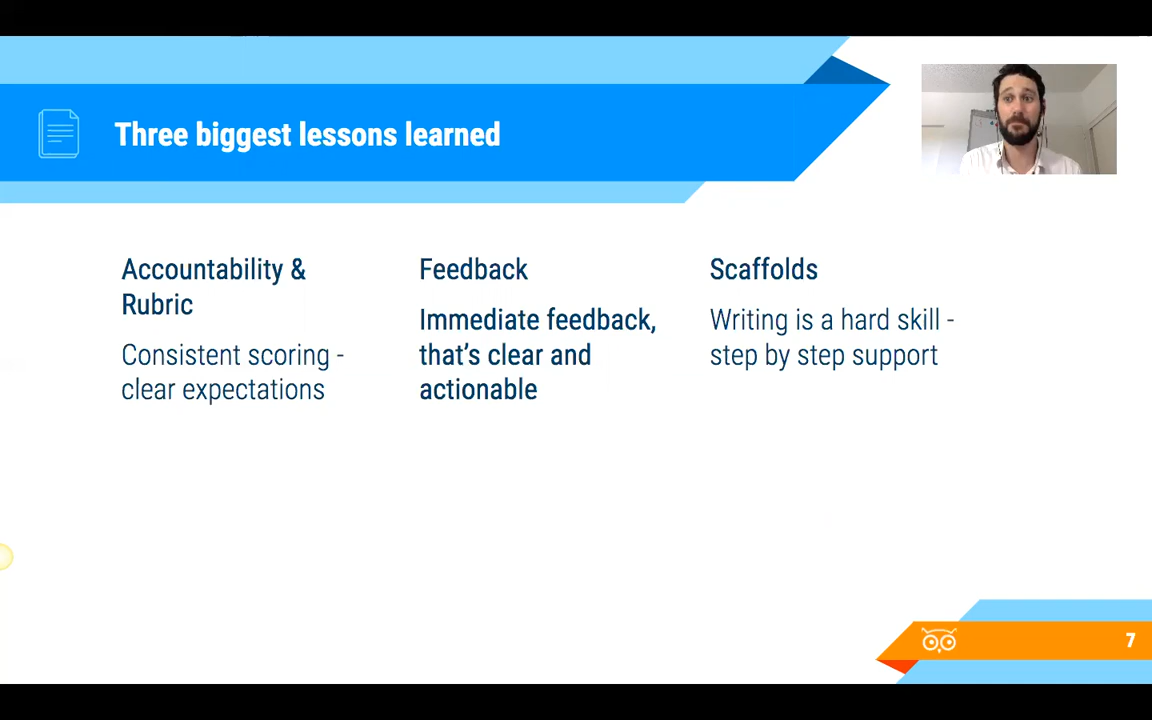 Three biggest lessons learned
Accountability &
Rubric
Consistent scoring -
clear expectations
Feedback
Immediate feedback,
that's clear and
actionable
Scaffolds
Writing is a hard skill -
step by step support
7